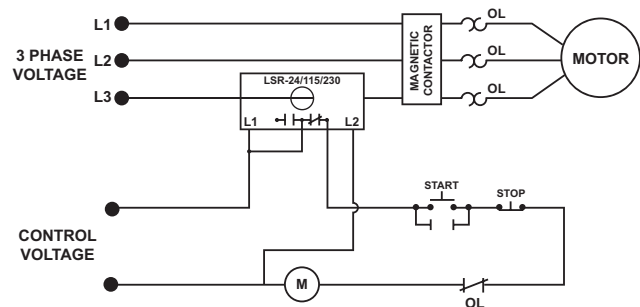 L1
OL
3 PHASE
VOLTAGE
L2
OL
MAGNETIC
CONTACTOR
MOTOR
L3
LSR-24/115/230
OL
L1
L2
START
STOP
CONTROL
VOLTAGE
M
OL